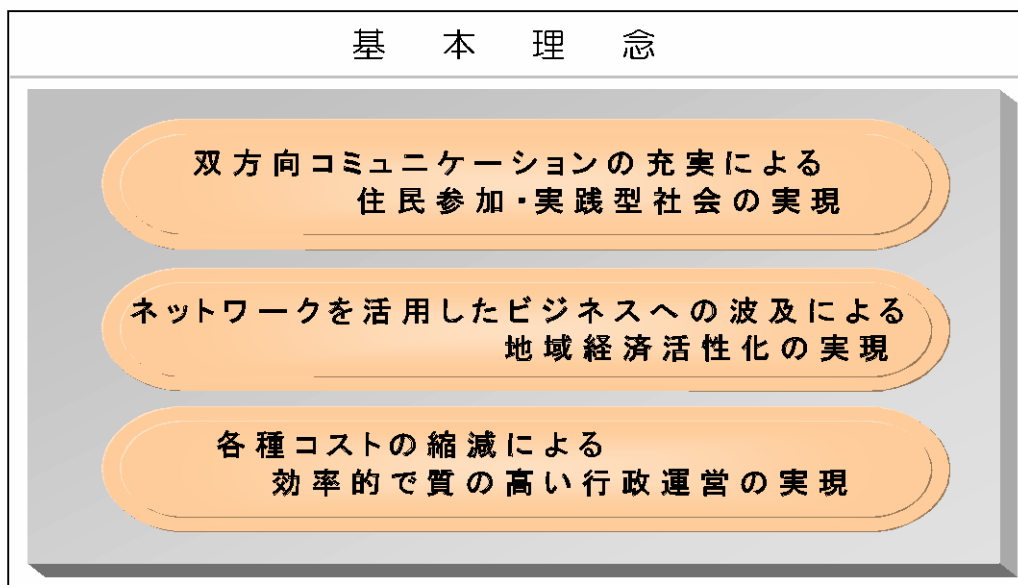 基本理念
双方向コミュニケーションの充実による
住民参加・実践型社会の実現
ネットワークを活用したビジネスへの波及による
地域経済活性化の実現
各種コストの縮減による
効率的で質の高い行政運営の実現